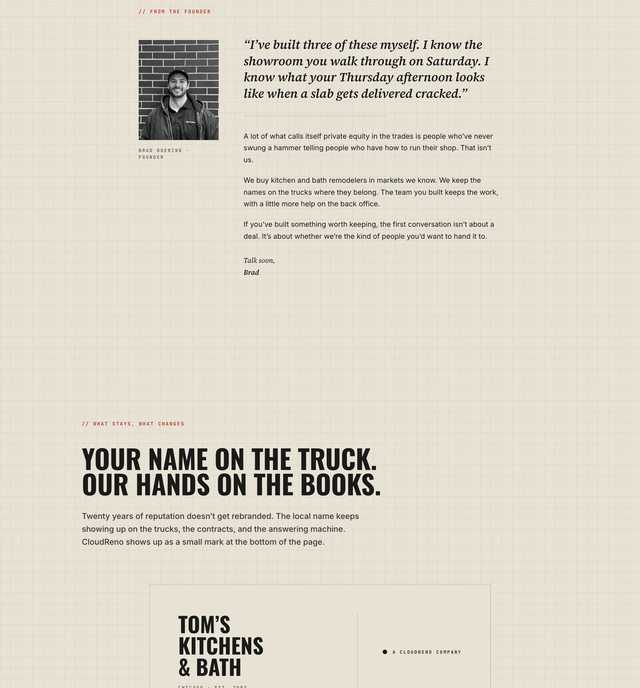 // FROM THE FOUNDER
“I’ve built three of these myself. I know the
showroom you walk through on Saturday. I
know what your Thursday afternoon looks
like when a slab gets delivered cracked.”
BRAD DOERING ·
FOUNDER
A lot of what calls itself private equity in the trades is people who’ve never
swung a hammer telling people who have how to run their shop. That isn’t
us.
We buy kitchen and bath remodelers in markets we know. We keep the
names on the trucks where they belong. The team you built keeps the work,
with a little more help on the back office.
If you’ve built something worth keeping, the first conversation isn’t about a
deal. It’s about whether we’re the kind of people you’d want to hand it to.
Talk soon,
Brad
// WHAT STAYS, WHAT CHANGES
YOUR NAME ON THE TRUCK.
OUR HANDS ON THE BOOKS.
Twenty years of reputation doesn’t get rebranded. The local name keeps
showing up on the trucks, the contracts, and the answering machine.
CloudReno shows up as a small mark at the bottom of the page.
TOM’S
KITCHENS
& BATH
A CLOUDRENO COMPANY